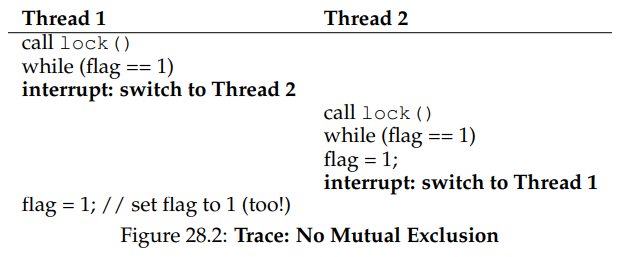 Thread 1 Thread 2
call lock()
while (flag == 1)
interrupt: switch to Thread 2
call lock()
while (flag == 1)
flag = 1;
interrupt: switch to Thread 1
flag = 1; // set flag to 1 (too!)
Figure 28.2: Trace: No Mutual Exclusion